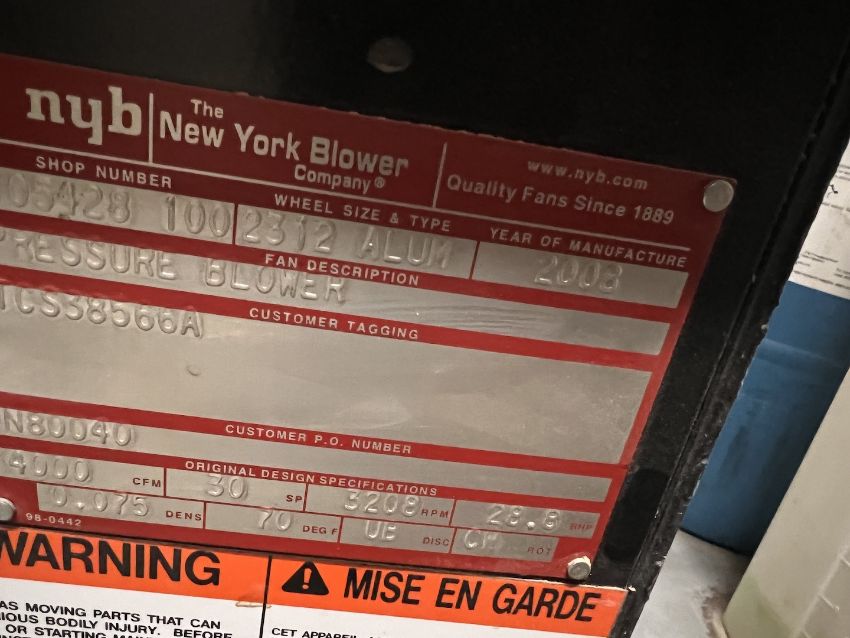 nyb The New York Blower Company® www.nyb.com
Quality Fans Since 1889
SHOP NUMBER WHEEL SIZE & TYPE YEAR OF MANUFACTURE
05428 100 2312 ALUM 2008
FAN DESCRIPTION
PRESSURE BLOWER
CUSTOMER TAGGING
TCS38566A
CUSTOMER P.O. NUMBER
N80040
ORIGINAL DESIGN SPECIFICATIONS
4000 CFM 30 SP 3208 RPM 28.8 BHP
0.075 DENS 70 DEG F UB DISC CW ROT
98-0442
WARNING MISE EN GARDE
AS MOVING PARTS THAT CAN
BODILY INJURY. BEFORE
OR STARTING
CET APPAREIL